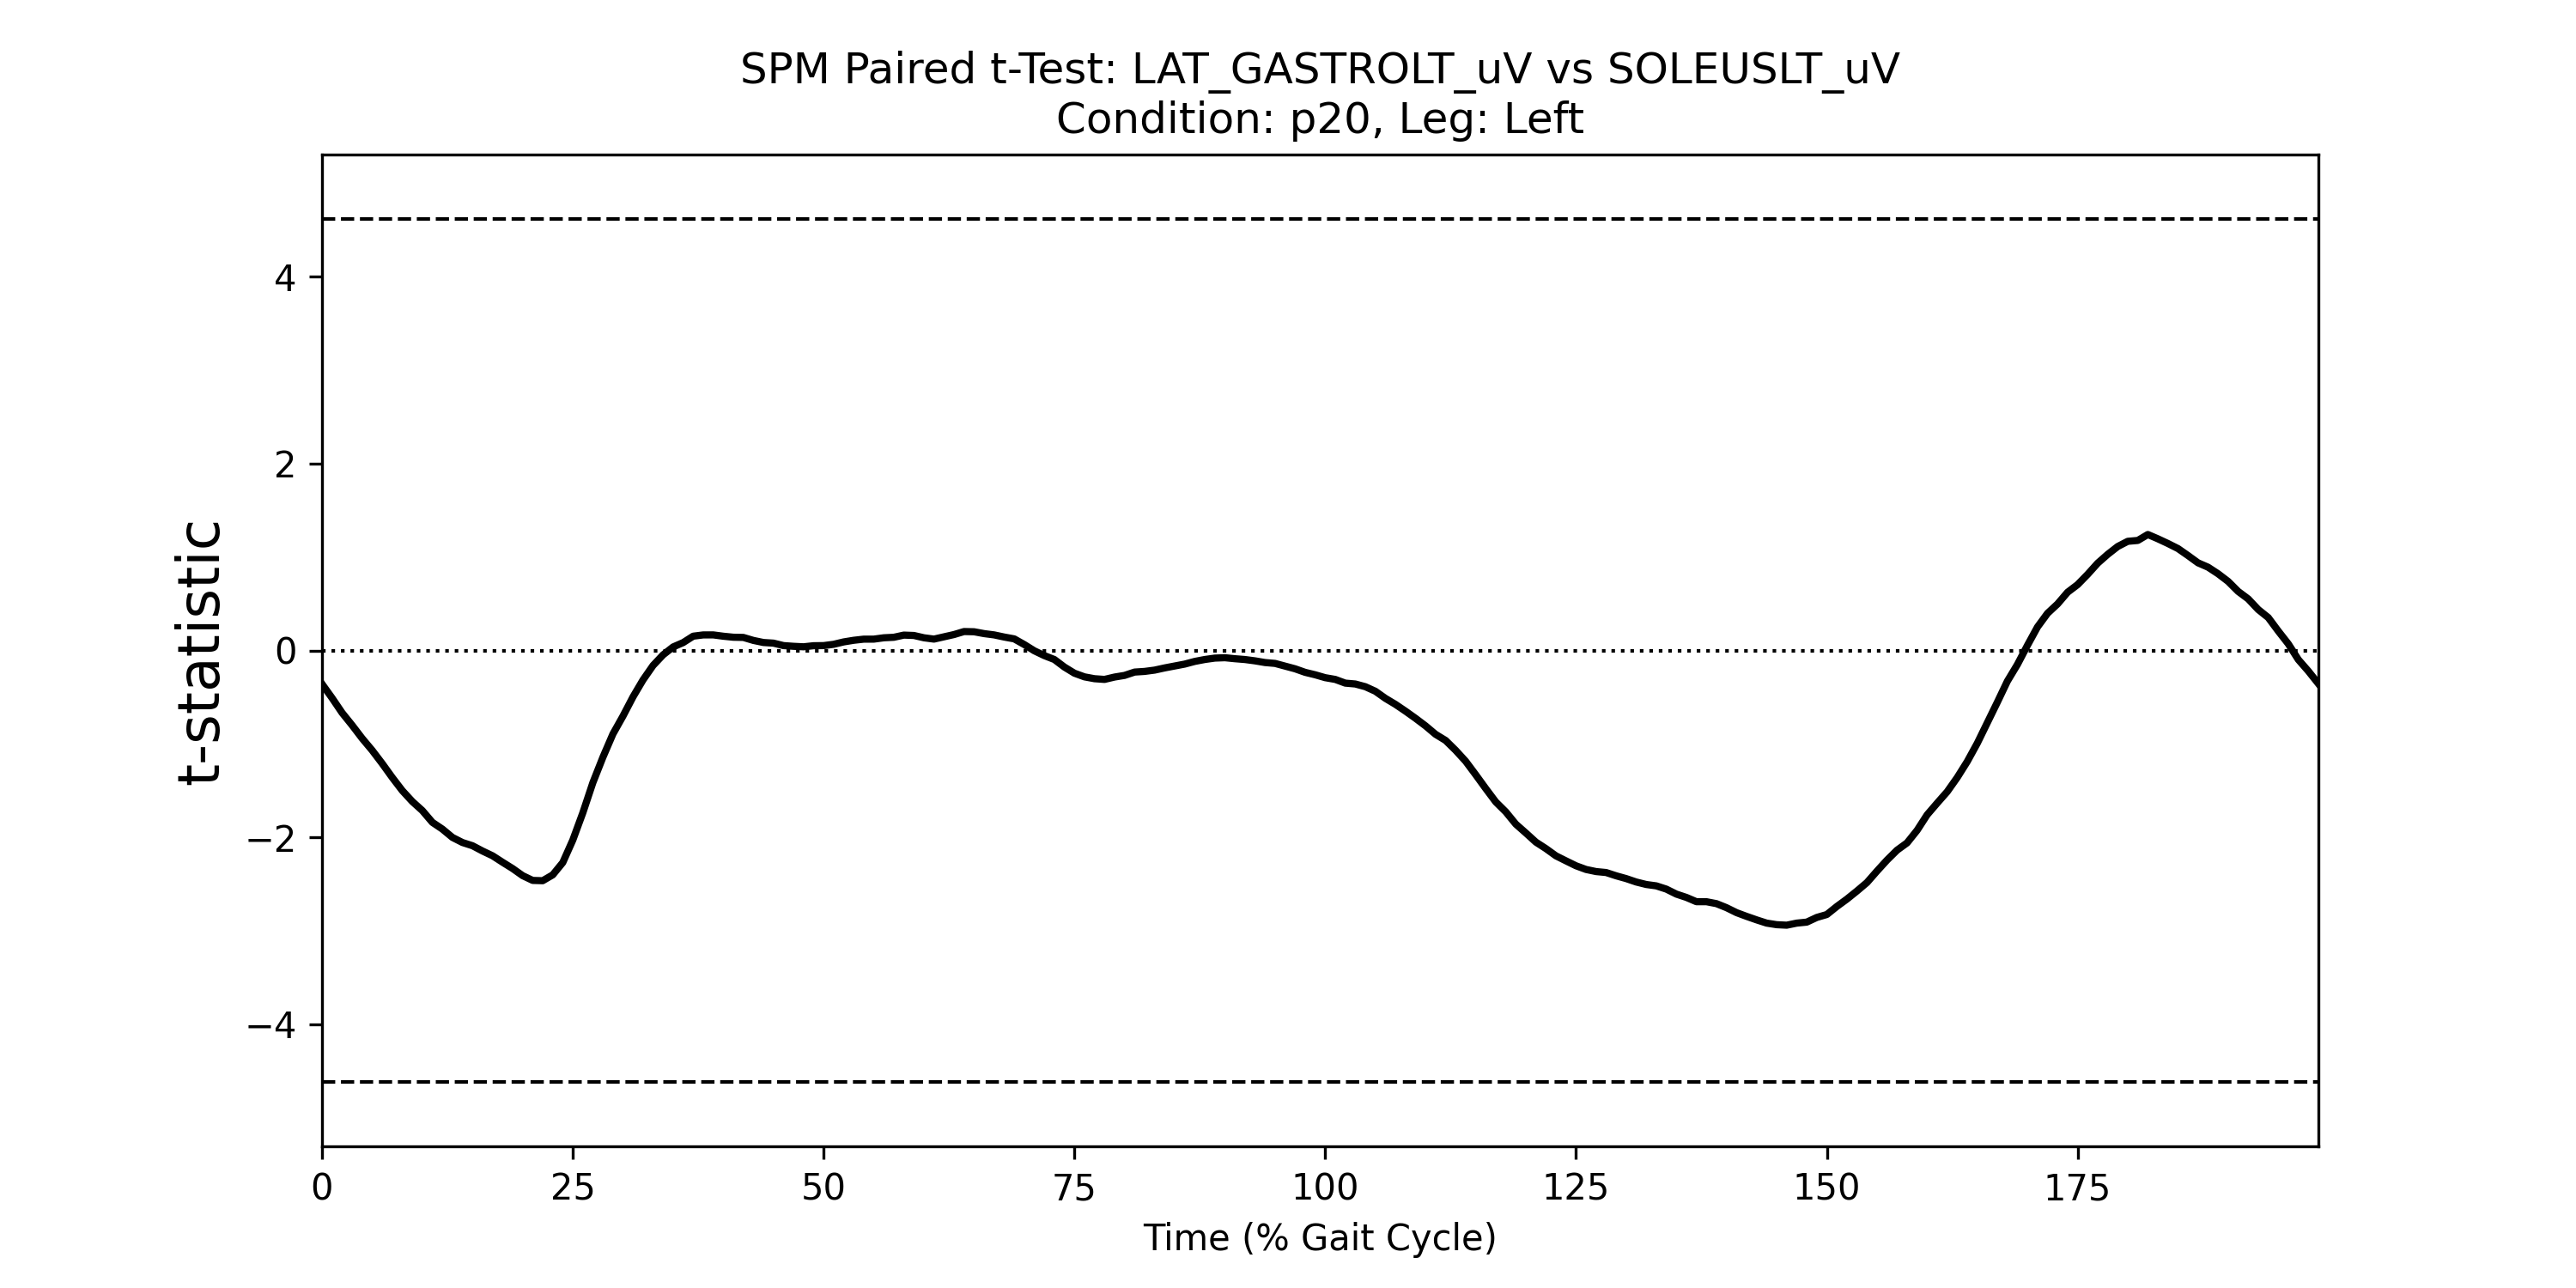 SPM Paired t-Test: LAT_GASTROLT_uV vs SOLEUSLT_uV
Condition: p20, Leg: Left
t-statistic
4
2
0
−2
−4
0 25 50 75 100 125 150 175
Time (% Gait Cycle)